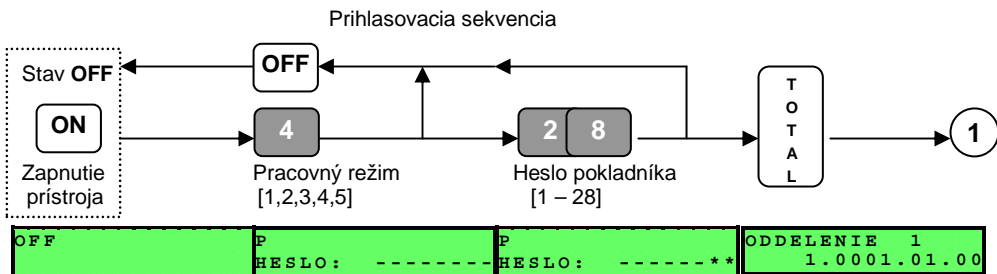 Prihlasovacia sekvencia
Stav OFF
OFF
ON
4
2 8
TOTAL
1
Zapnutie
prístroja
Pracovný režim
[1,2,3,4,5]
Heslo pokladníka
[1 – 28]
OFF
P
HESLO: --------
P
HESLO: ------**
ODDELENIE 1
1.0001.01.00